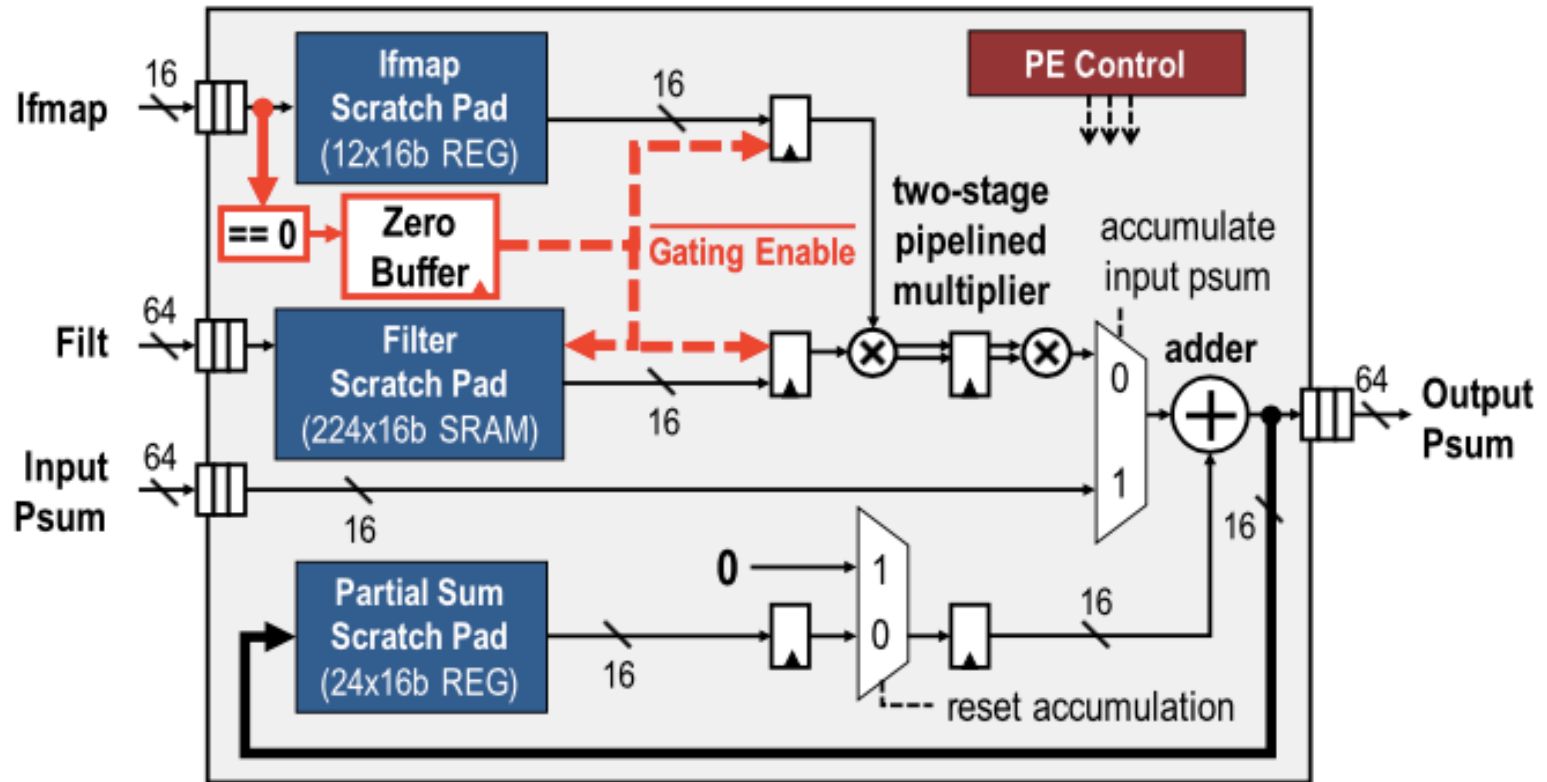 Ifmap
16
Ifmap
Scratch Pad
(12x16b REG)
16
PE Control
== 0
Zero
Buffer
Gating Enable
two-stage
pipelined
multiplier
accumulate
input psum
Filt
64
Filter
Scratch Pad
(224x16b SRAM)
16
0
1
adder
64
Output
Psum
Input
Psum
64
16
16
Partial Sum
Scratch Pad
(24x16b REG)
16
0
1
0
16
reset accumulation